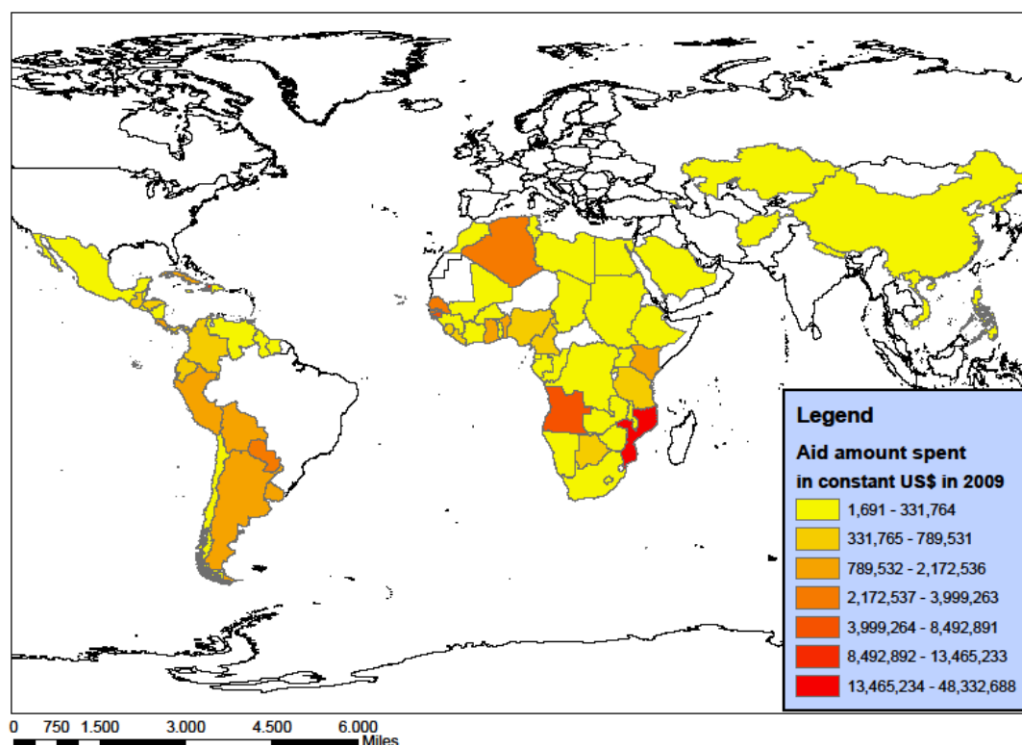 Legend
Aid amount spent
in constant US$ in 2009
1,691 - 331,764
331,765 - 789,531
789,532 - 2,172,536
2,172,537 - 3,999,263
3,999,264 - 8,492,891
8,492,892 - 13,465,233
13,465,234 - 48,332,688
0 750 1.500 3.000 4.500 6.000
Miles